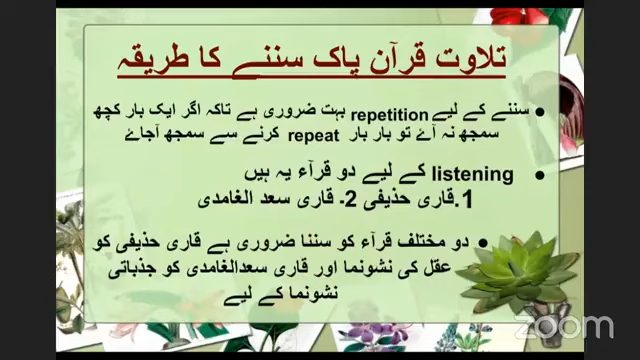 تلاوت قرآن پاک سننے کا طریقہ
● سننے کے لیے repetition بہت ضروری ہے تاکہ اگر ایک بار کچھ
سمجھ نہ آۓ تو بار بار repeat کرنے سے سمجھ آجاۓ
● listening کے لیے دو قرآء یہ ہیں
1.قاری حذیفی 2- قاری سعد الغامدی
● دو مختلف قرآء کو سننا ضروری ہے قاری حذیفی کو
عقل کی نشونما اور قاری سعدالغامدی کو جذباتی
نشونما کے لیے
zoom